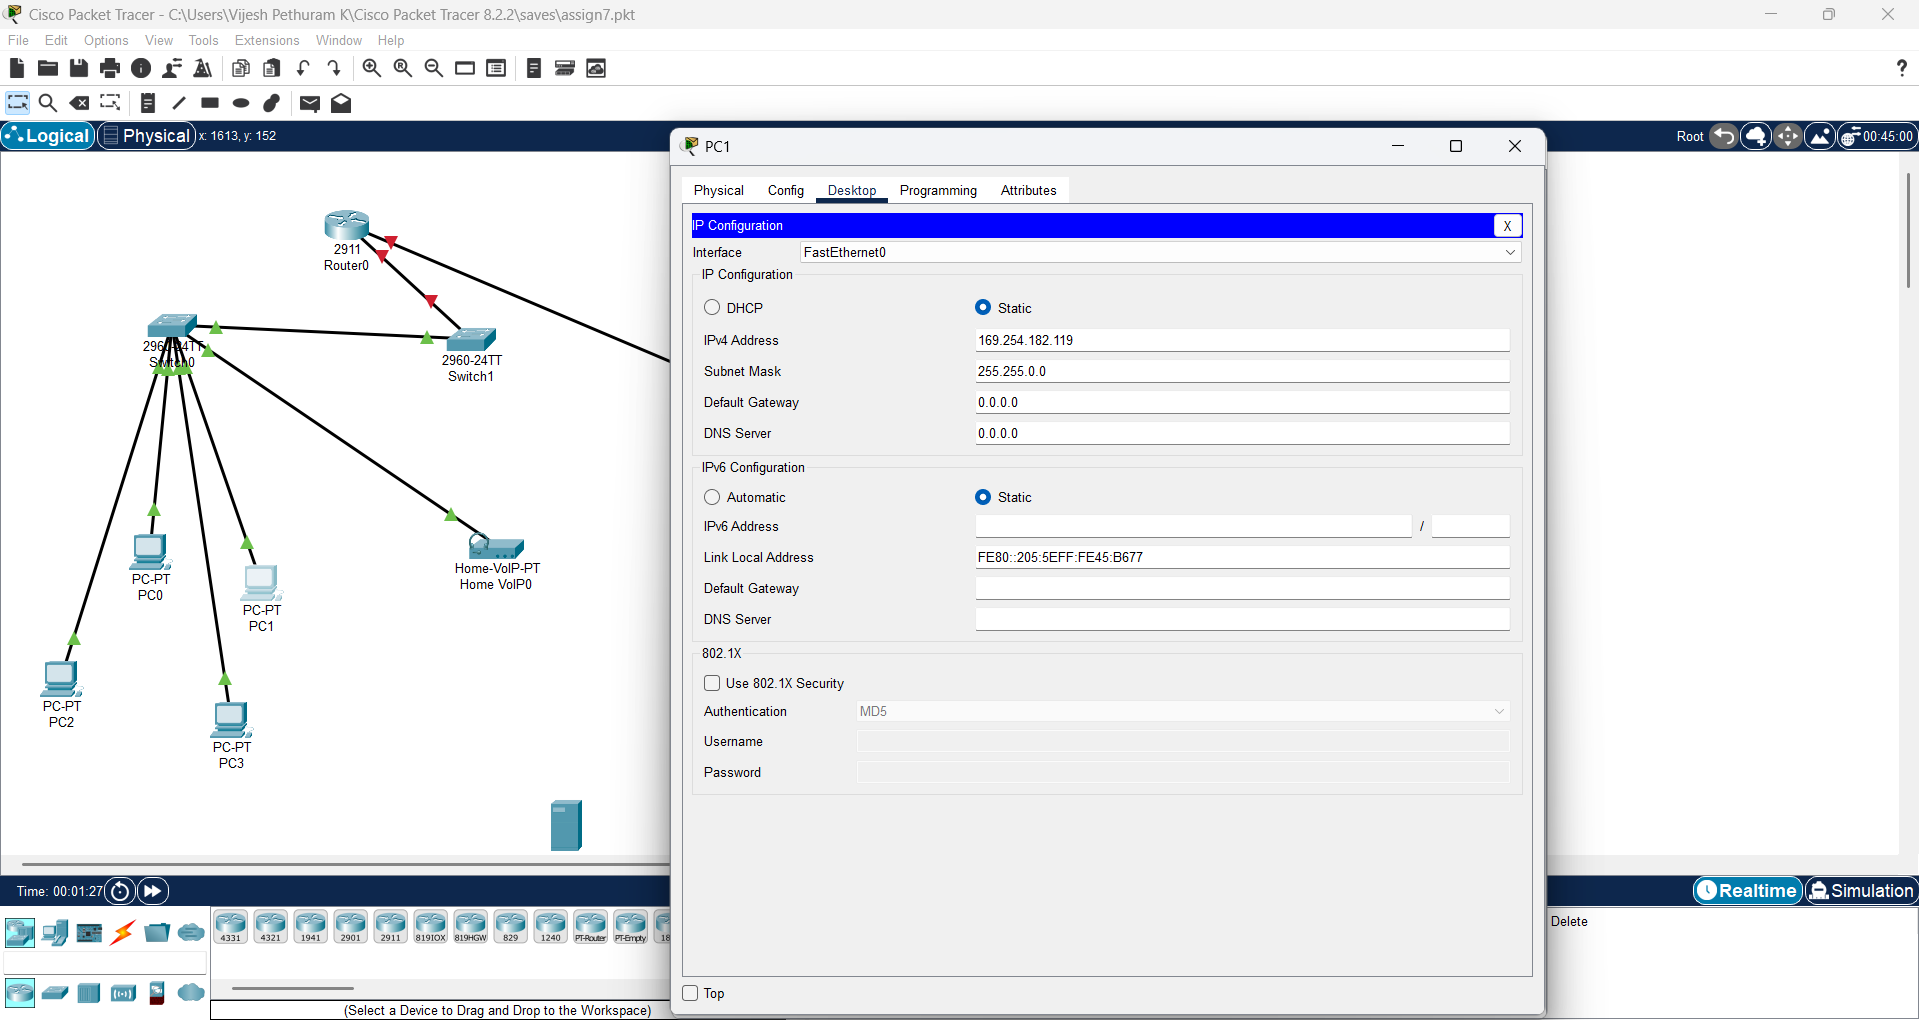 Cisco Packet Tracer - C:\Users\Vijesh Pethuram K\Cisco Packet Tracer 8.2.2\saves\assign7.pkt
File Edit Options View Tools Extensions Window Help
Logical Physical x: 1613, y: 152
Root 00:45:00
2911
Router0
2960-24TT
Switch0
2960-24TT
Switch1
PC-PT
PC0
PC-PT
PC1
Home-VoIP-PT
Home VoIP0
PC-PT
PC2
PC-PT
PC3
PC1
Physical Config Desktop Programming Attributes
IP Configuration X
Interface FastEthernet0
IP Configuration
DHCP Static
IPv4 Address 169.254.182.119
Subnet Mask 255.255.0.0
Default Gateway 0.0.0.0
DNS Server 0.0.0.0
IPv6 Configuration
Automatic Static
IPv6 Address /
Link Local Address FE80::205:5EFF:FE45:B677
Default Gateway
DNS Server
802.1X
Use 802.1X Security
Authentication MD5
Username
Password
Top
Time: 00:01:27
Realtime Simulation
4331 4321 1941 2901 2911 819IOX 819HGW 829 1240 PT-Router PT-Empty 18
Delete
(Select a Device to Drag and Drop to the Workspace)